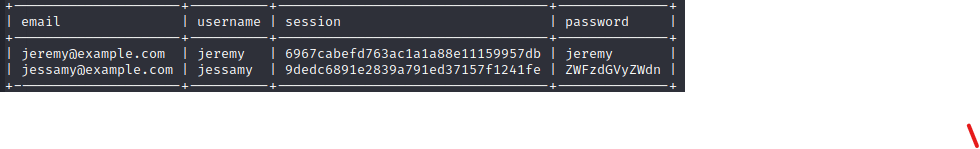 email | username | session | password
jeremy@example.com | jeremy | 6967cabefd763ac1a1a88e11159957db | jeremy
jessamy@example.com | jessamy | 9dedc6891e2839a791ed37157f1241fe | ZWFzdGVyZWdn